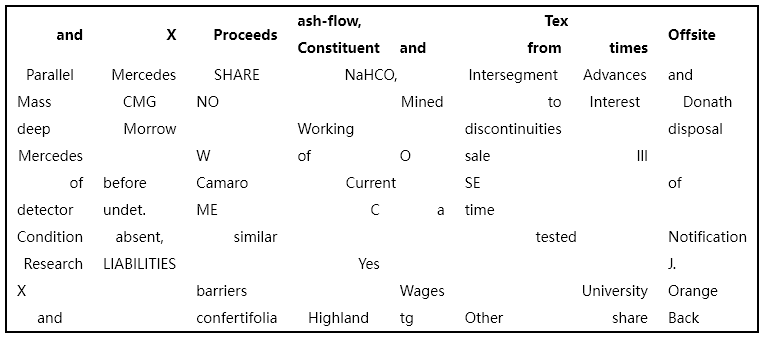 ash-flow, Tex
and X Proceeds Offsite
Constituent and from times
Parallel Mercedes SHARE NaHCO, Intersegment Advances and
Mass CMG NO Mined to Interest Donath
deep Morrow Working discontinuities disposal
Mercedes W of O sale III
of before Camaro Current SE of
detector undet. ME C a time
Condition absent, similar tested Notification
Research LIABILITIES Yes J.
X barriers Wages University Orange
and confertifolia Highland tg Other share Back